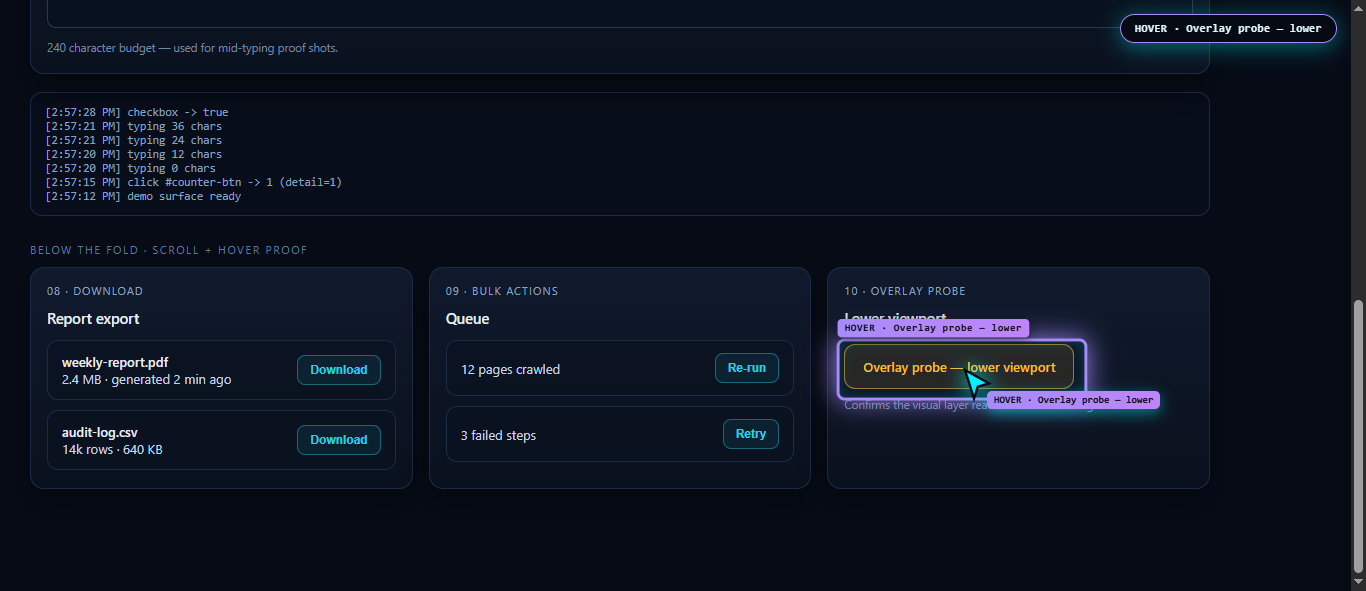 HOVER · Overlay probe — lower
240 character budget — used for mid-typing proof shots.
[2:57:28 PM] checkbox -> true
[2:57:21 PM] typing 36 chars
[2:57:21 PM] typing 24 chars
[2:57:20 PM] typing 12 chars
[2:57:20 PM] typing 0 chars
[2:57:15 PM] click #counter-btn -> 1 (detail=1)
[2:57:12 PM] demo surface ready
BELOW THE FOLD · SCROLL + HOVER PROOF
08 · DOWNLOAD
Report export
weekly-report.pdf
2.4 MB · generated 2 min ago
Download
audit-log.csv
14k rows · 640 KB
Download
09 · BULK ACTIONS
Queue
12 pages crawled
Re-run
3 failed steps
Retry
10 · OVERLAY PROBE
Lower viewport
HOVER · Overlay probe — lower
Overlay probe — lower viewport
HOVER · Overlay probe — lower
Confirms the visual layer